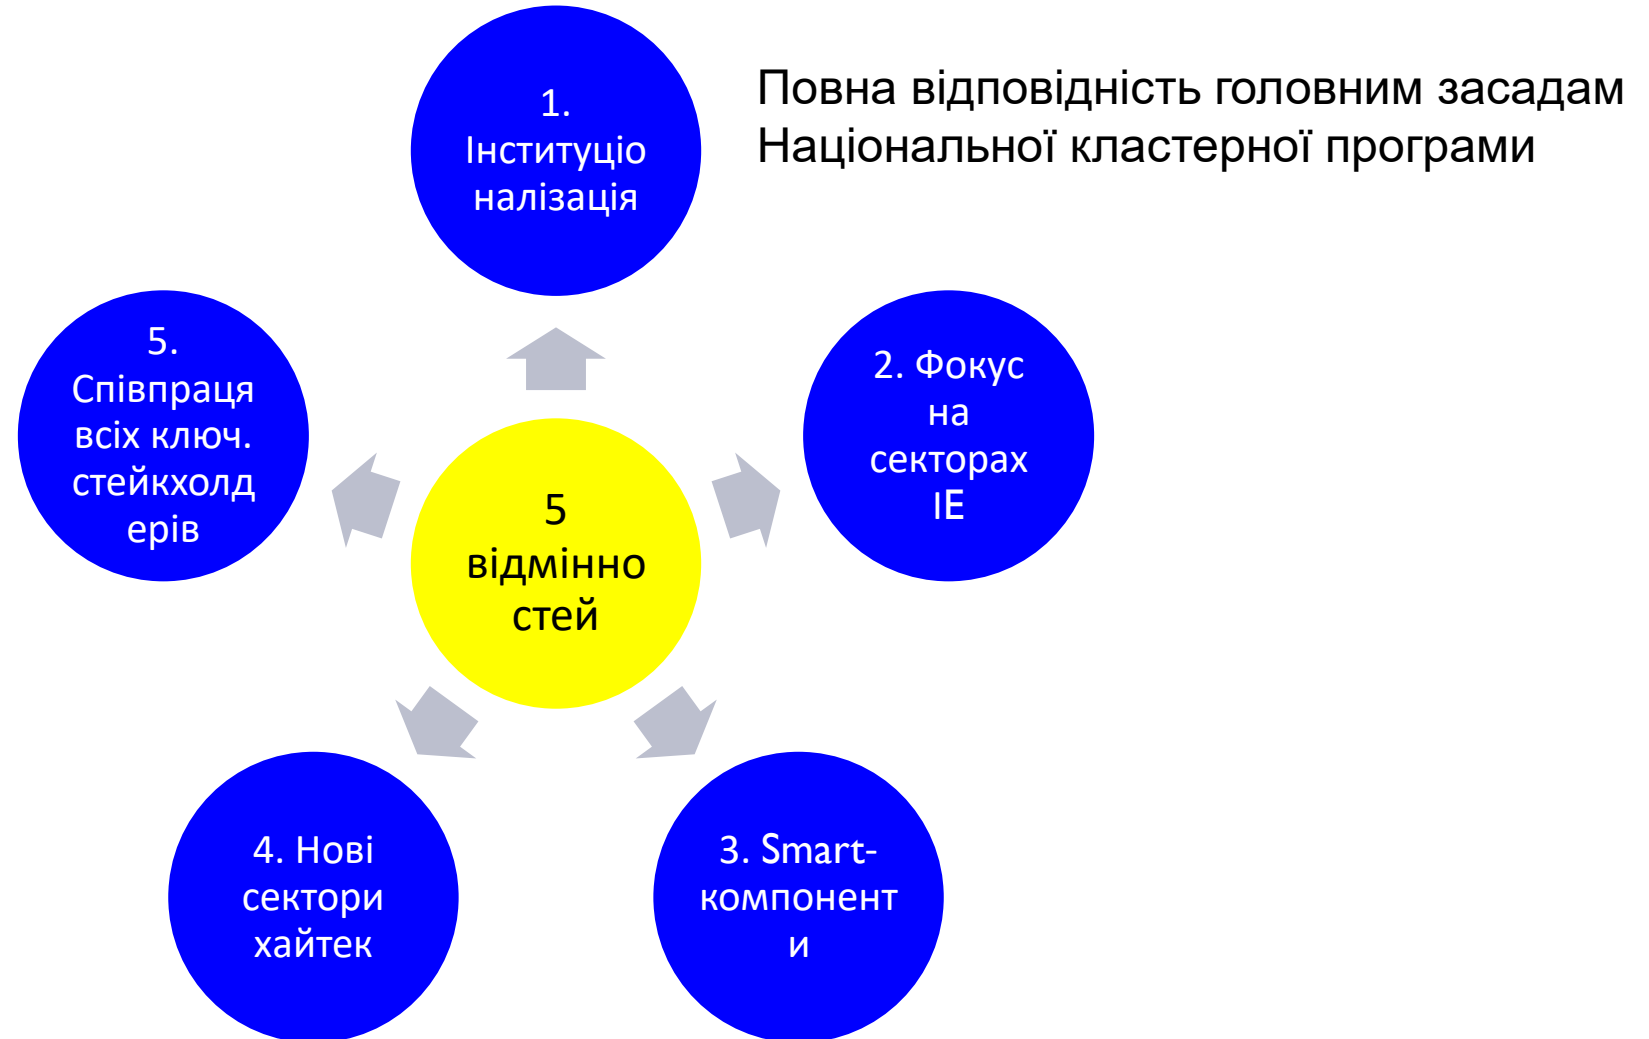 Повна відповідність головним засадам
Національної кластерної програми
1.
Інституціо
налізація
2. Фокус
на
секторах
ІЕ
3. Smart-
компонент
и
4. Нові
сектори
хайтек
5.
Співпраця
всіх ключ.
стейкхолд
ерів
5
відмінно
стей